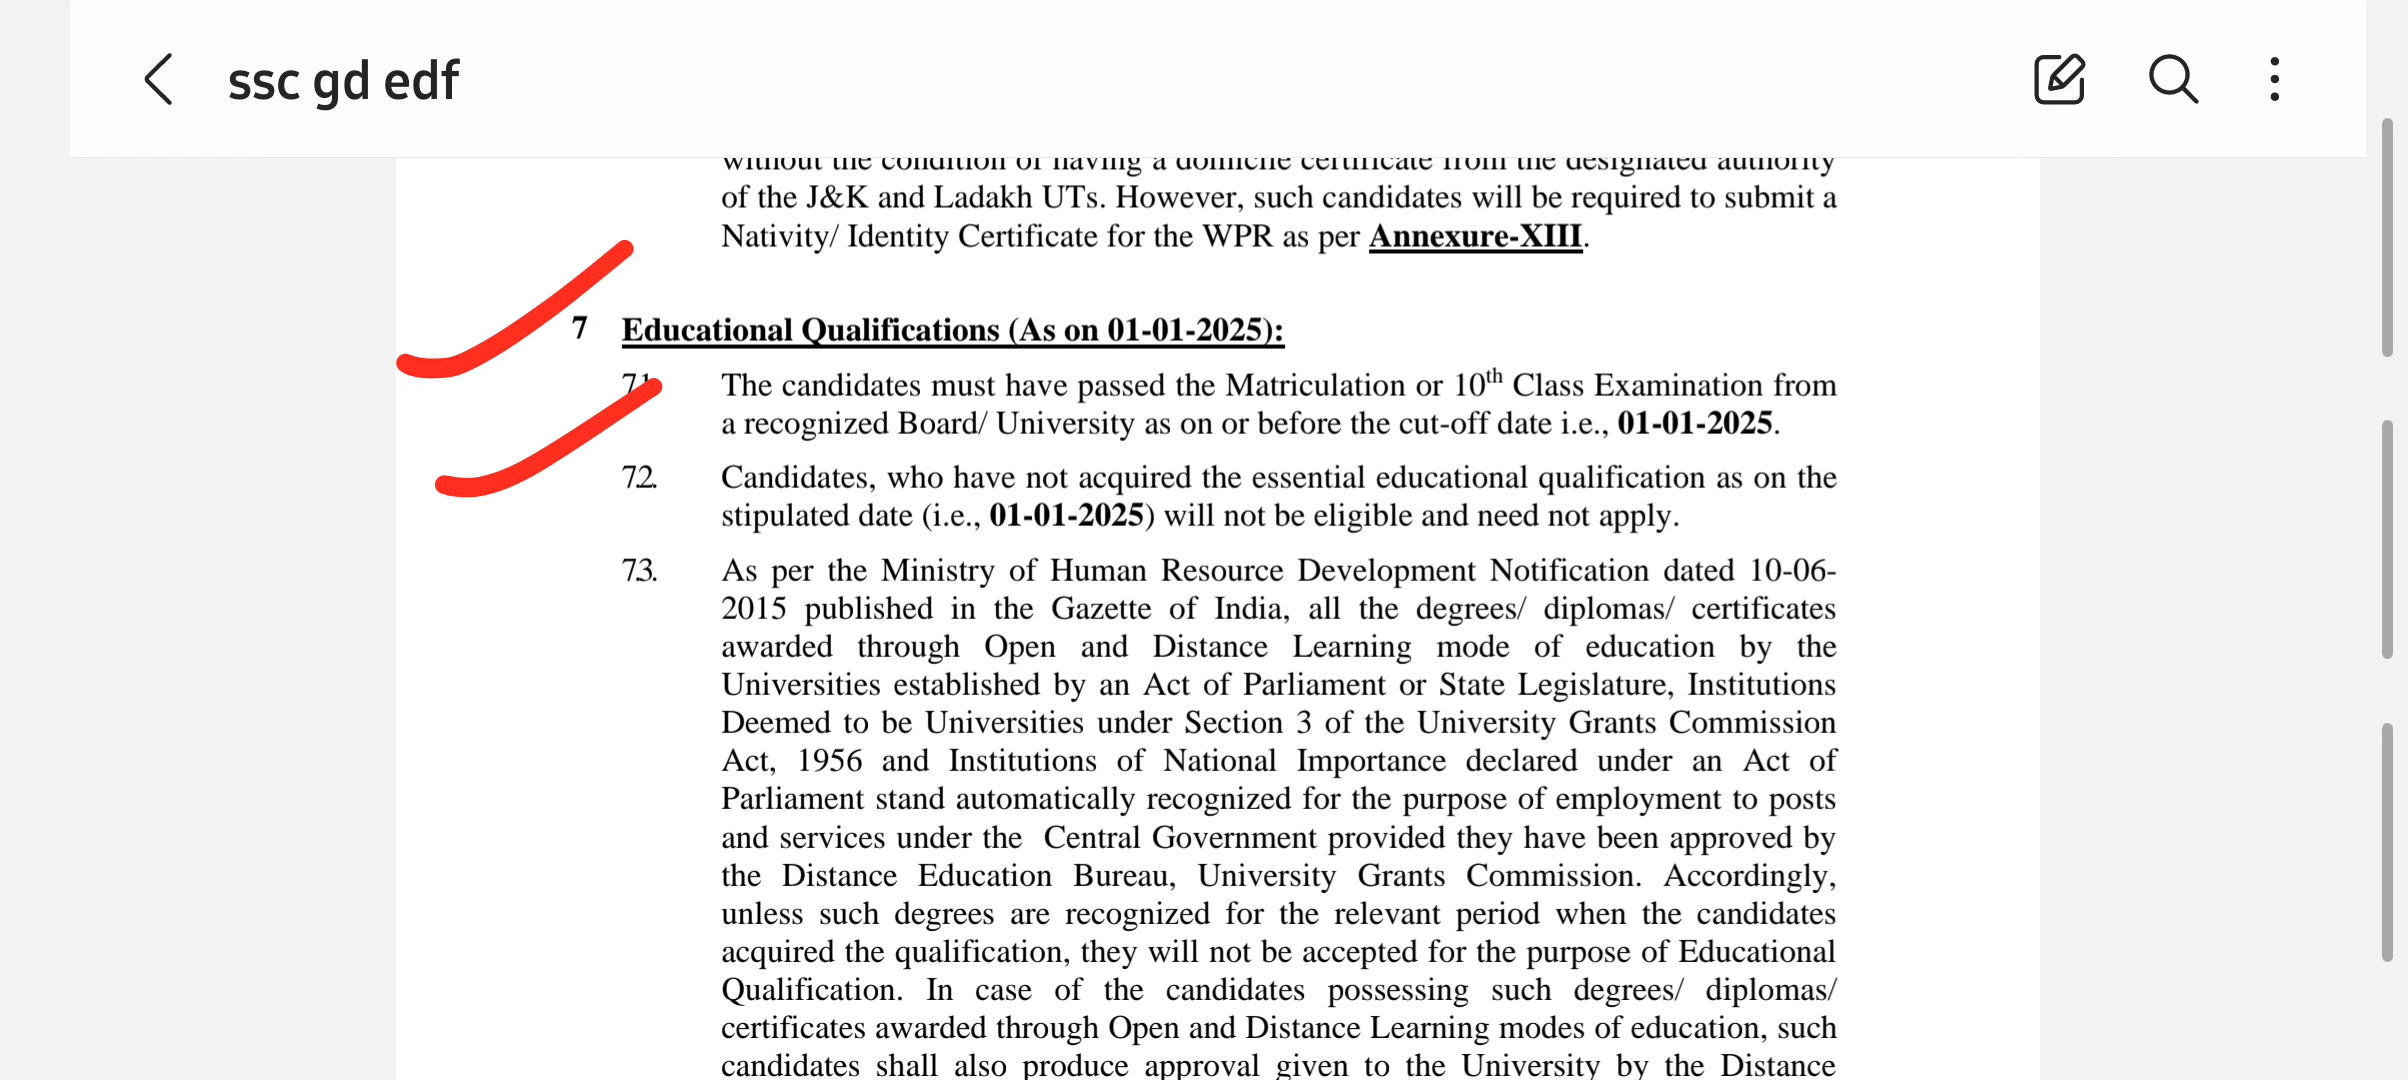 ssc gd edf
without the condition of having a domicile certificate from the designated authority
of the J&K and Ladakh UTs. However, such candidates will be required to submit a
Nativity/ Identity Certificate for the WPR as per Annexure-XIII.
7 Educational Qualifications (As on 01-01-2025):
7.1. The candidates must have passed the Matriculation or 10th Class Examination from
a recognized Board/ University as on or before the cut-off date i.e., 01-01-2025.
7.2. Candidates, who have not acquired the essential educational qualification as on the
stipulated date (i.e., 01-01-2025) will not be eligible and need not apply.
7.3. As per the Ministry of Human Resource Development Notification dated 10-06-
2015 published in the Gazette of India, all the degrees/ diplomas/ certificates
awarded through Open and Distance Learning mode of education by the
Universities established by an Act of Parliament or State Legislature, Institutions
Deemed to be Universities under Section 3 of the University Grants Commission
Act, 1956 and Institutions of National Importance declared under an Act of
Parliament stand automatically recognized for the purpose of employment to posts
and services under the Central Government provided they have been approved by
the Distance Education Bureau, University Grants Commission. Accordingly,
unless such degrees are recognized for the relevant period when the candidates
acquired the qualification, they will not be accepted for the purpose of Educational
Qualification. In case of the candidates possessing such degrees/ diplomas/
certificates awarded through Open and Distance Learning modes of education, such
candidates shall also produce approval given to the University by the Distance